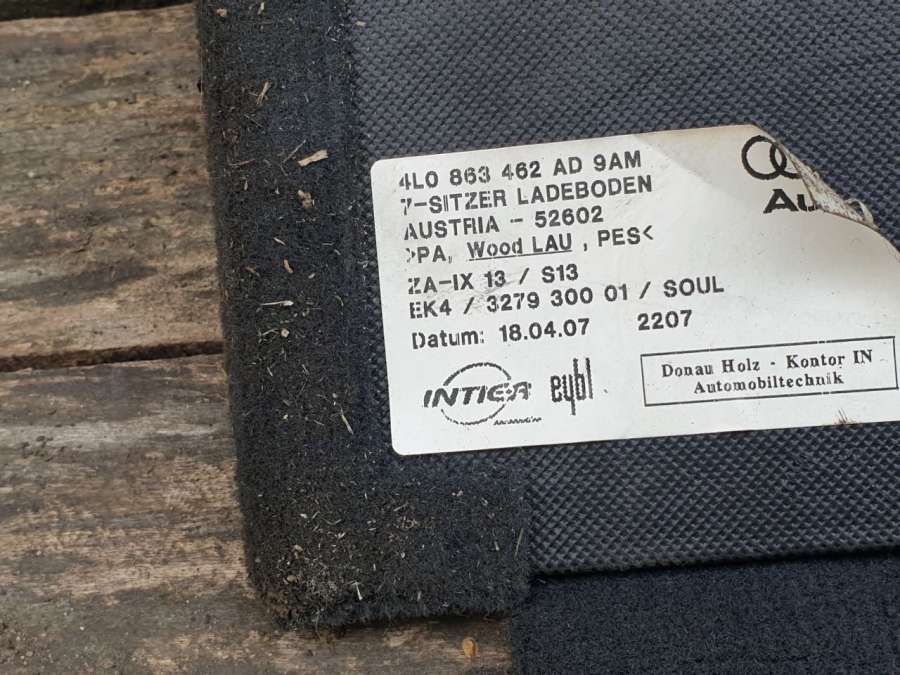 4L0 863 462 AD 9AM
7-SITZER LADEBODEN
AUSTRIA - 52602
>PA, Wood LAU , PES<
ZA-IX 13 / S13
EK4 / 3279 300 01 / SOUL
Datum: 18.04.07 2207
INTIER eybl
Donau Holz - Kontor IN
Automobiltechnik